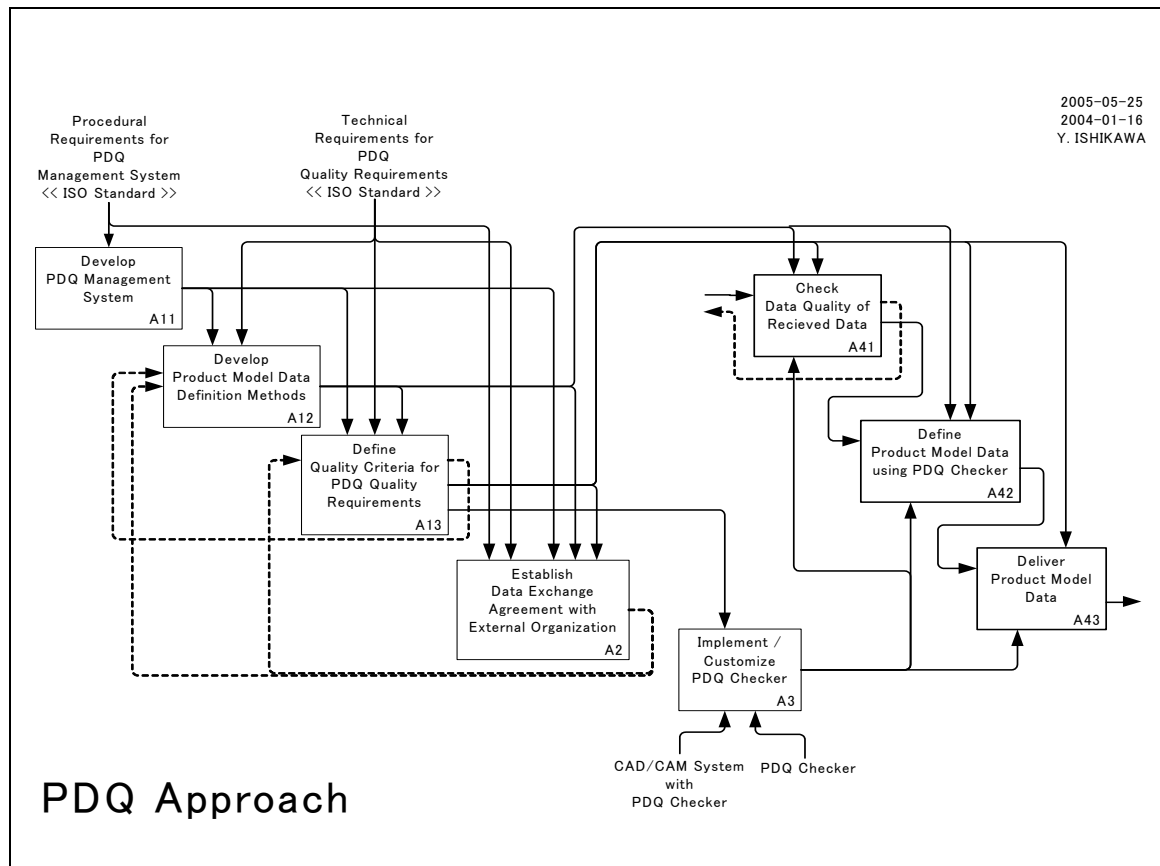 2005-05-25
2004-01-16
Y. ISHIKAWA
Procedural
Requirements for
PDQ
Management System
<< ISO Standard >>
Technical
Requirements for
PDQ
Quality Requirements
<< ISO Standard >>
Develop
PDQ Management
System
A11
Develop
Product Model Data
Definition Methods
A12
Define
Quality Criteria for
PDQ Quality
Requirements
A13
Establish
Data Exchange
Agreement with
External Organization
A2
Implement /
Customize
PDQ Checker
A3
CAD/CAM System
with
PDQ Checker
PDQ Checker
Check
Data Quality of
Recieved Data
A41
Define
Product Model Data
using PDQ Checker
A42
Deliver
Product Model
Data
A43
PDQ Approach